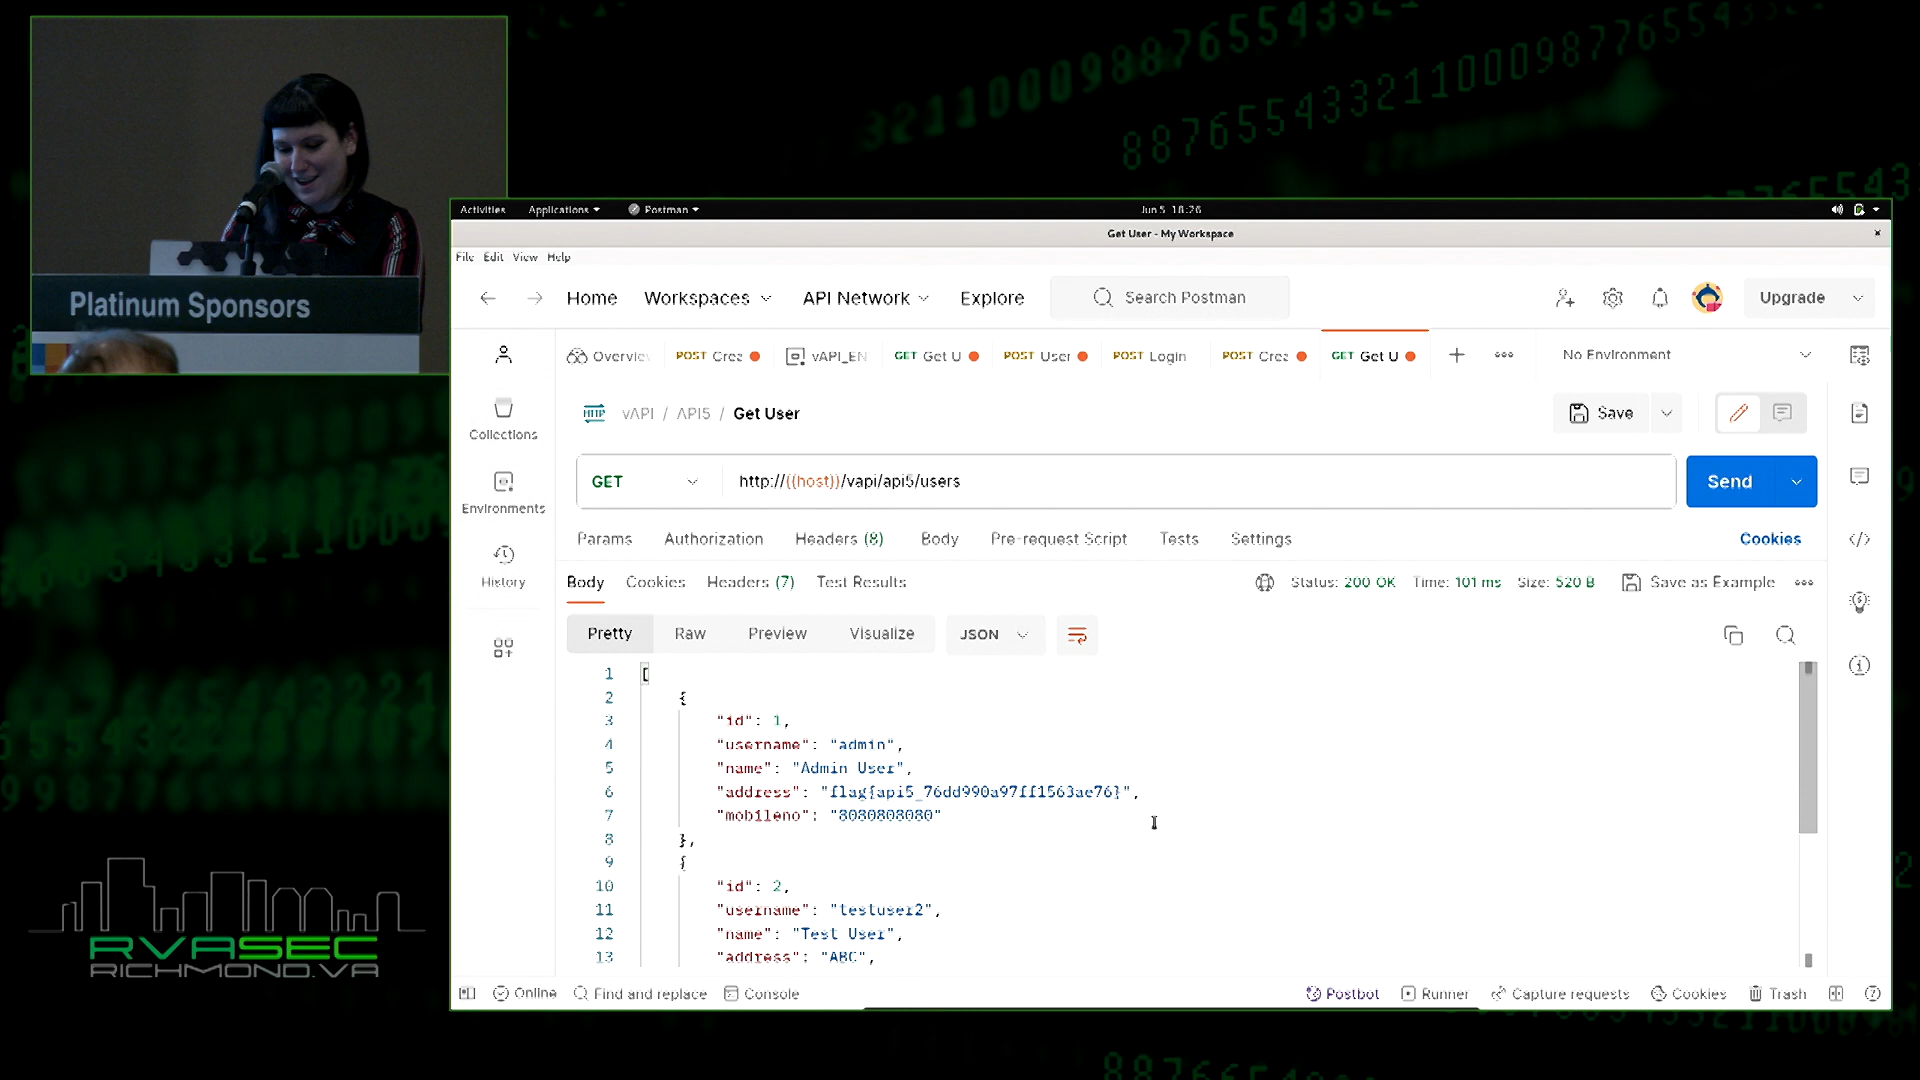 Platinum Sponsors
Activities Applications Postman Jun 5 18:26
Get User - My Workspace
File Edit View Help
Home Workspaces API Network Explore Search Postman Upgrade
Overvie POST Crea vAPI_EN GET Get U POST User POST Login POST Crea GET Get U No Environment
HTTP vAPI / API5 / Get User Save
Collections
GET http://{{host}}/vapi/api5/users Send
Environments
Params Authorization Headers (8) Body Pre-request Script Tests Settings Cookies
History
Body Cookies Headers (7) Test Results Status: 200 OK Time: 101 ms Size: 520 B Save as Example
Pretty Raw Preview Visualize JSON
1 [
2 {
3 "id": 1,
4 "username": "admin",
5 "name": "Admin User",
6 "address": "flag{api5_76dd990a97ff1563ae76}",
7 "mobileno": "8080808080"
8 },
9 {
10 "id": 2,
11 "username": "testuser2",
12 "name": "Test User",
13 "address": "ABC",
Online Find and replace Console Postbot Runner Capture requests Cookies Trash
RVASEC
RICHMOND.VA